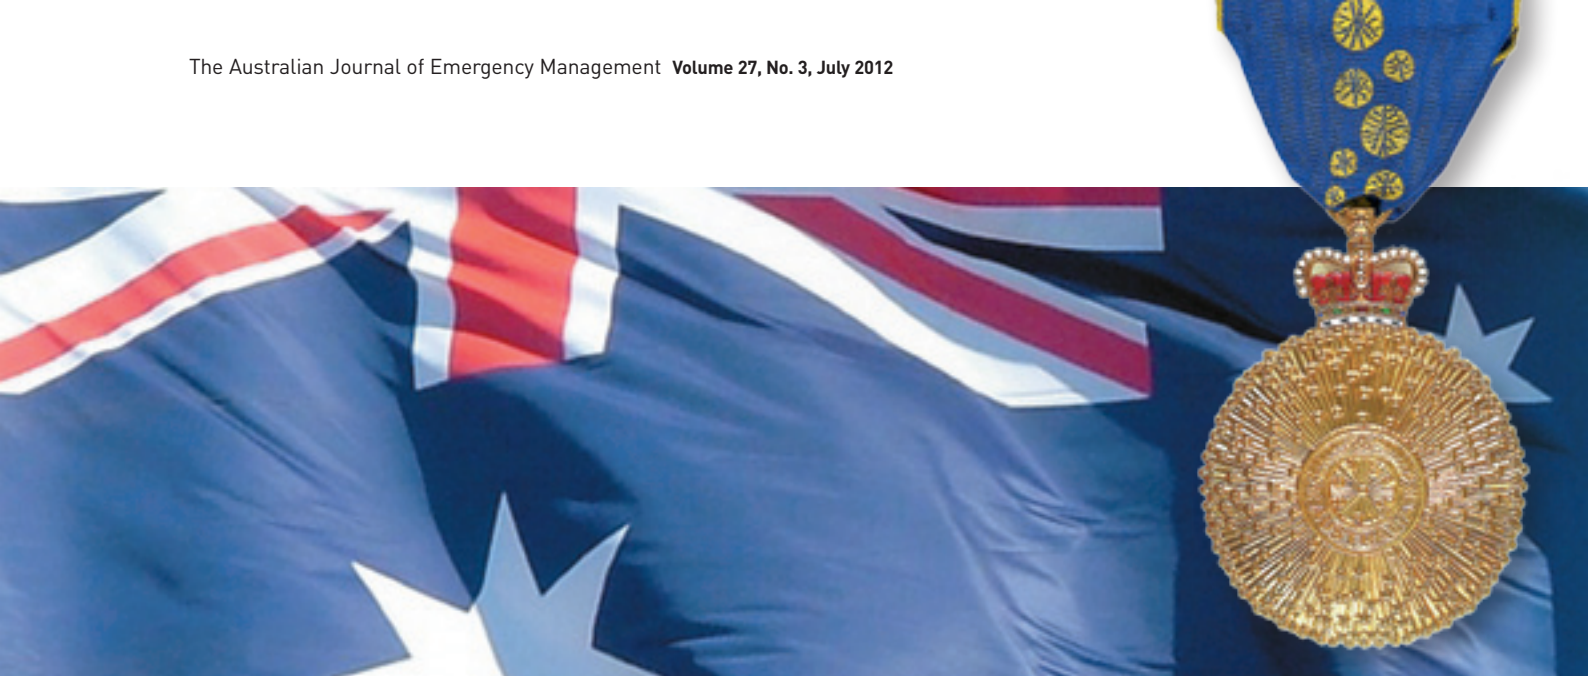 The Australian Journal of Emergency Management Volume 27, No. 3, July 2012